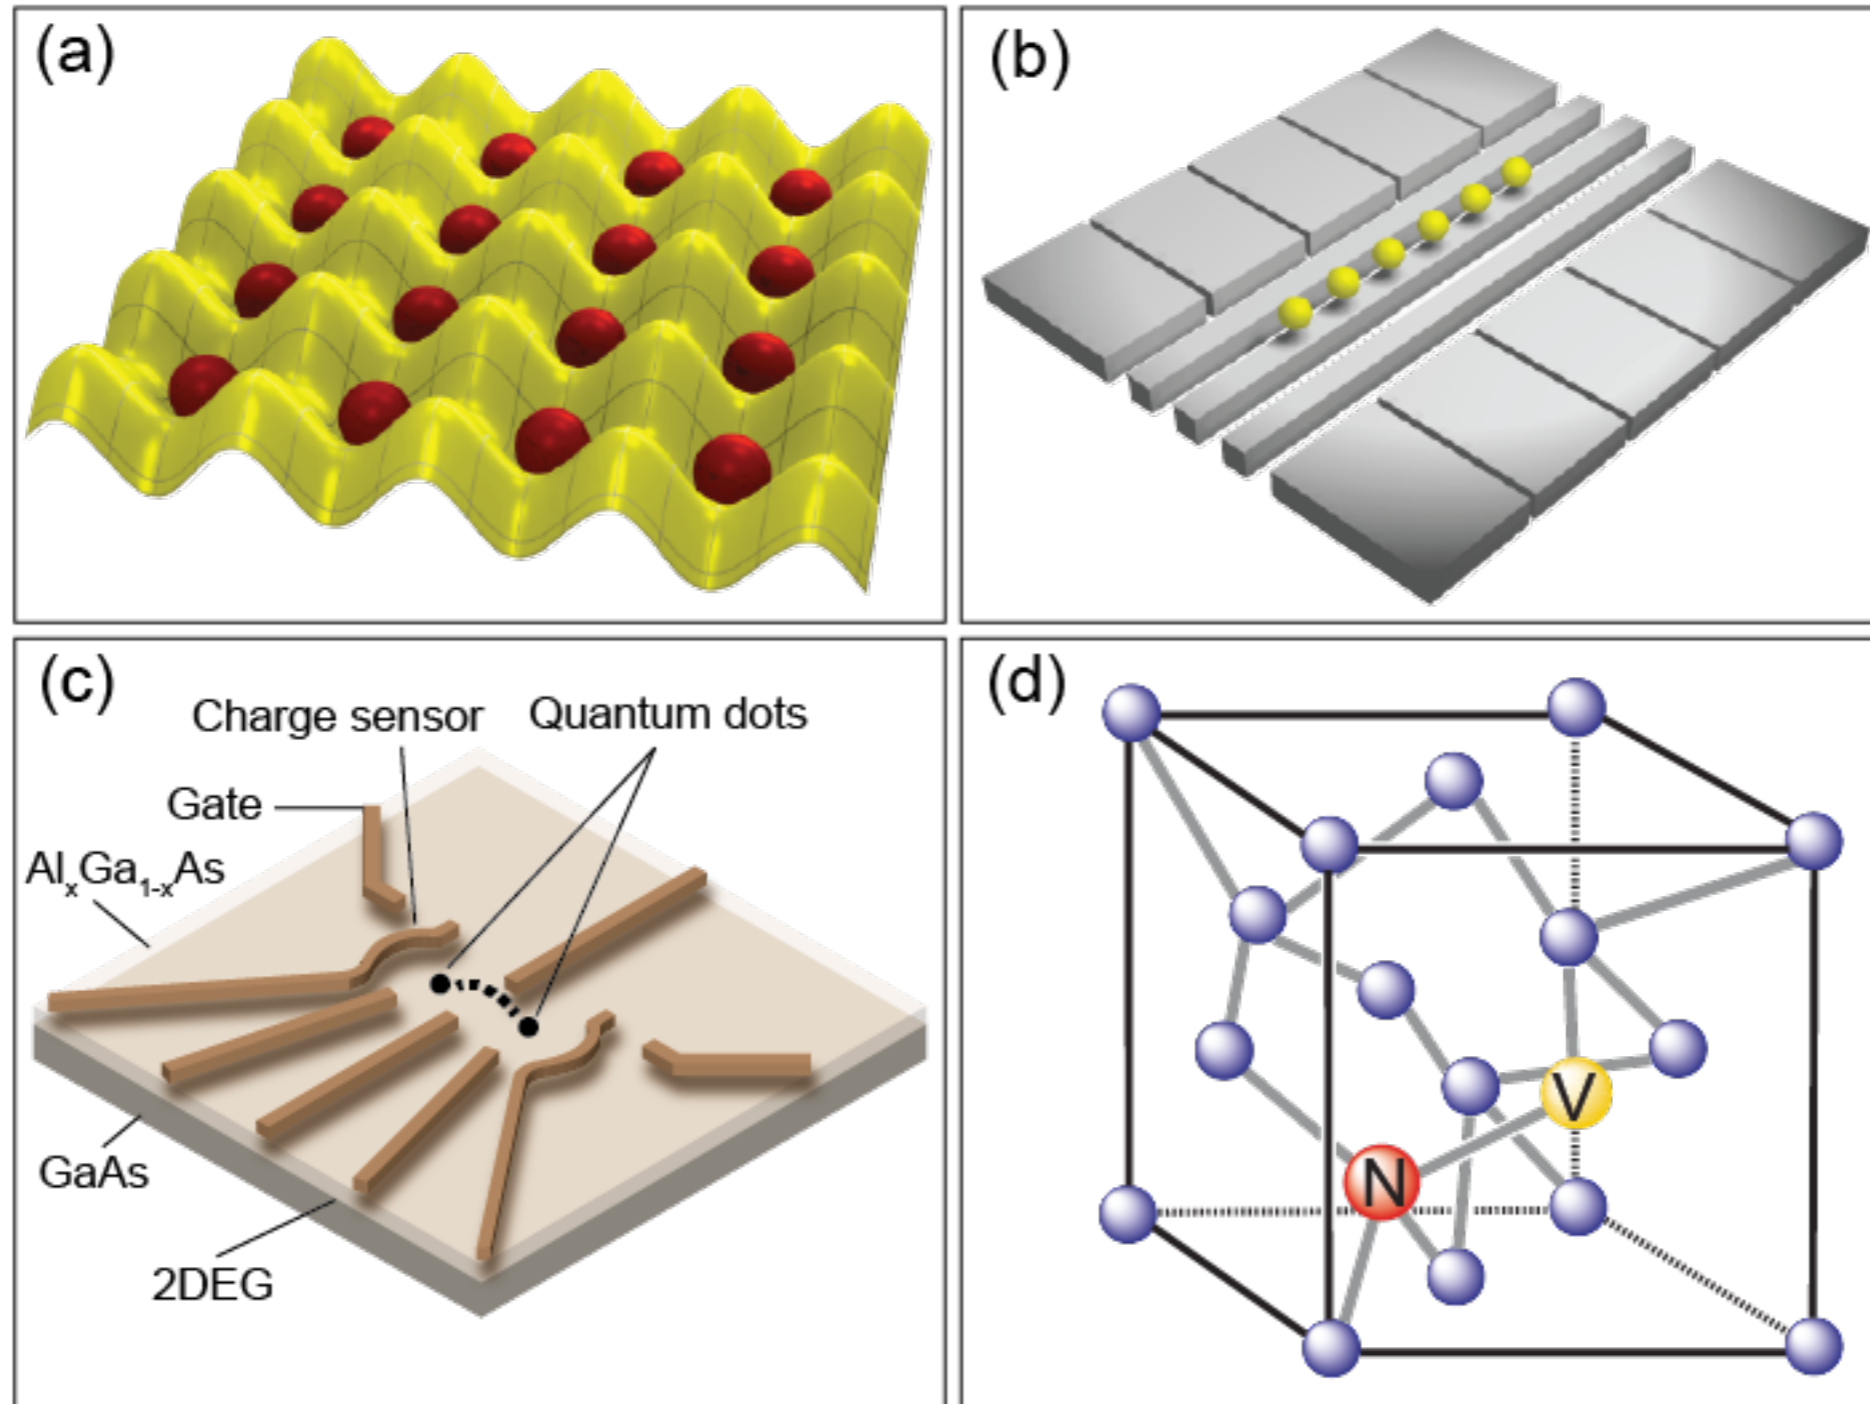 (a)
(b)
(c)
Charge sensor
Quantum dots
Gate
AlₓGa₁₋ₓAs
GaAs
2DEG
(d)
V
N